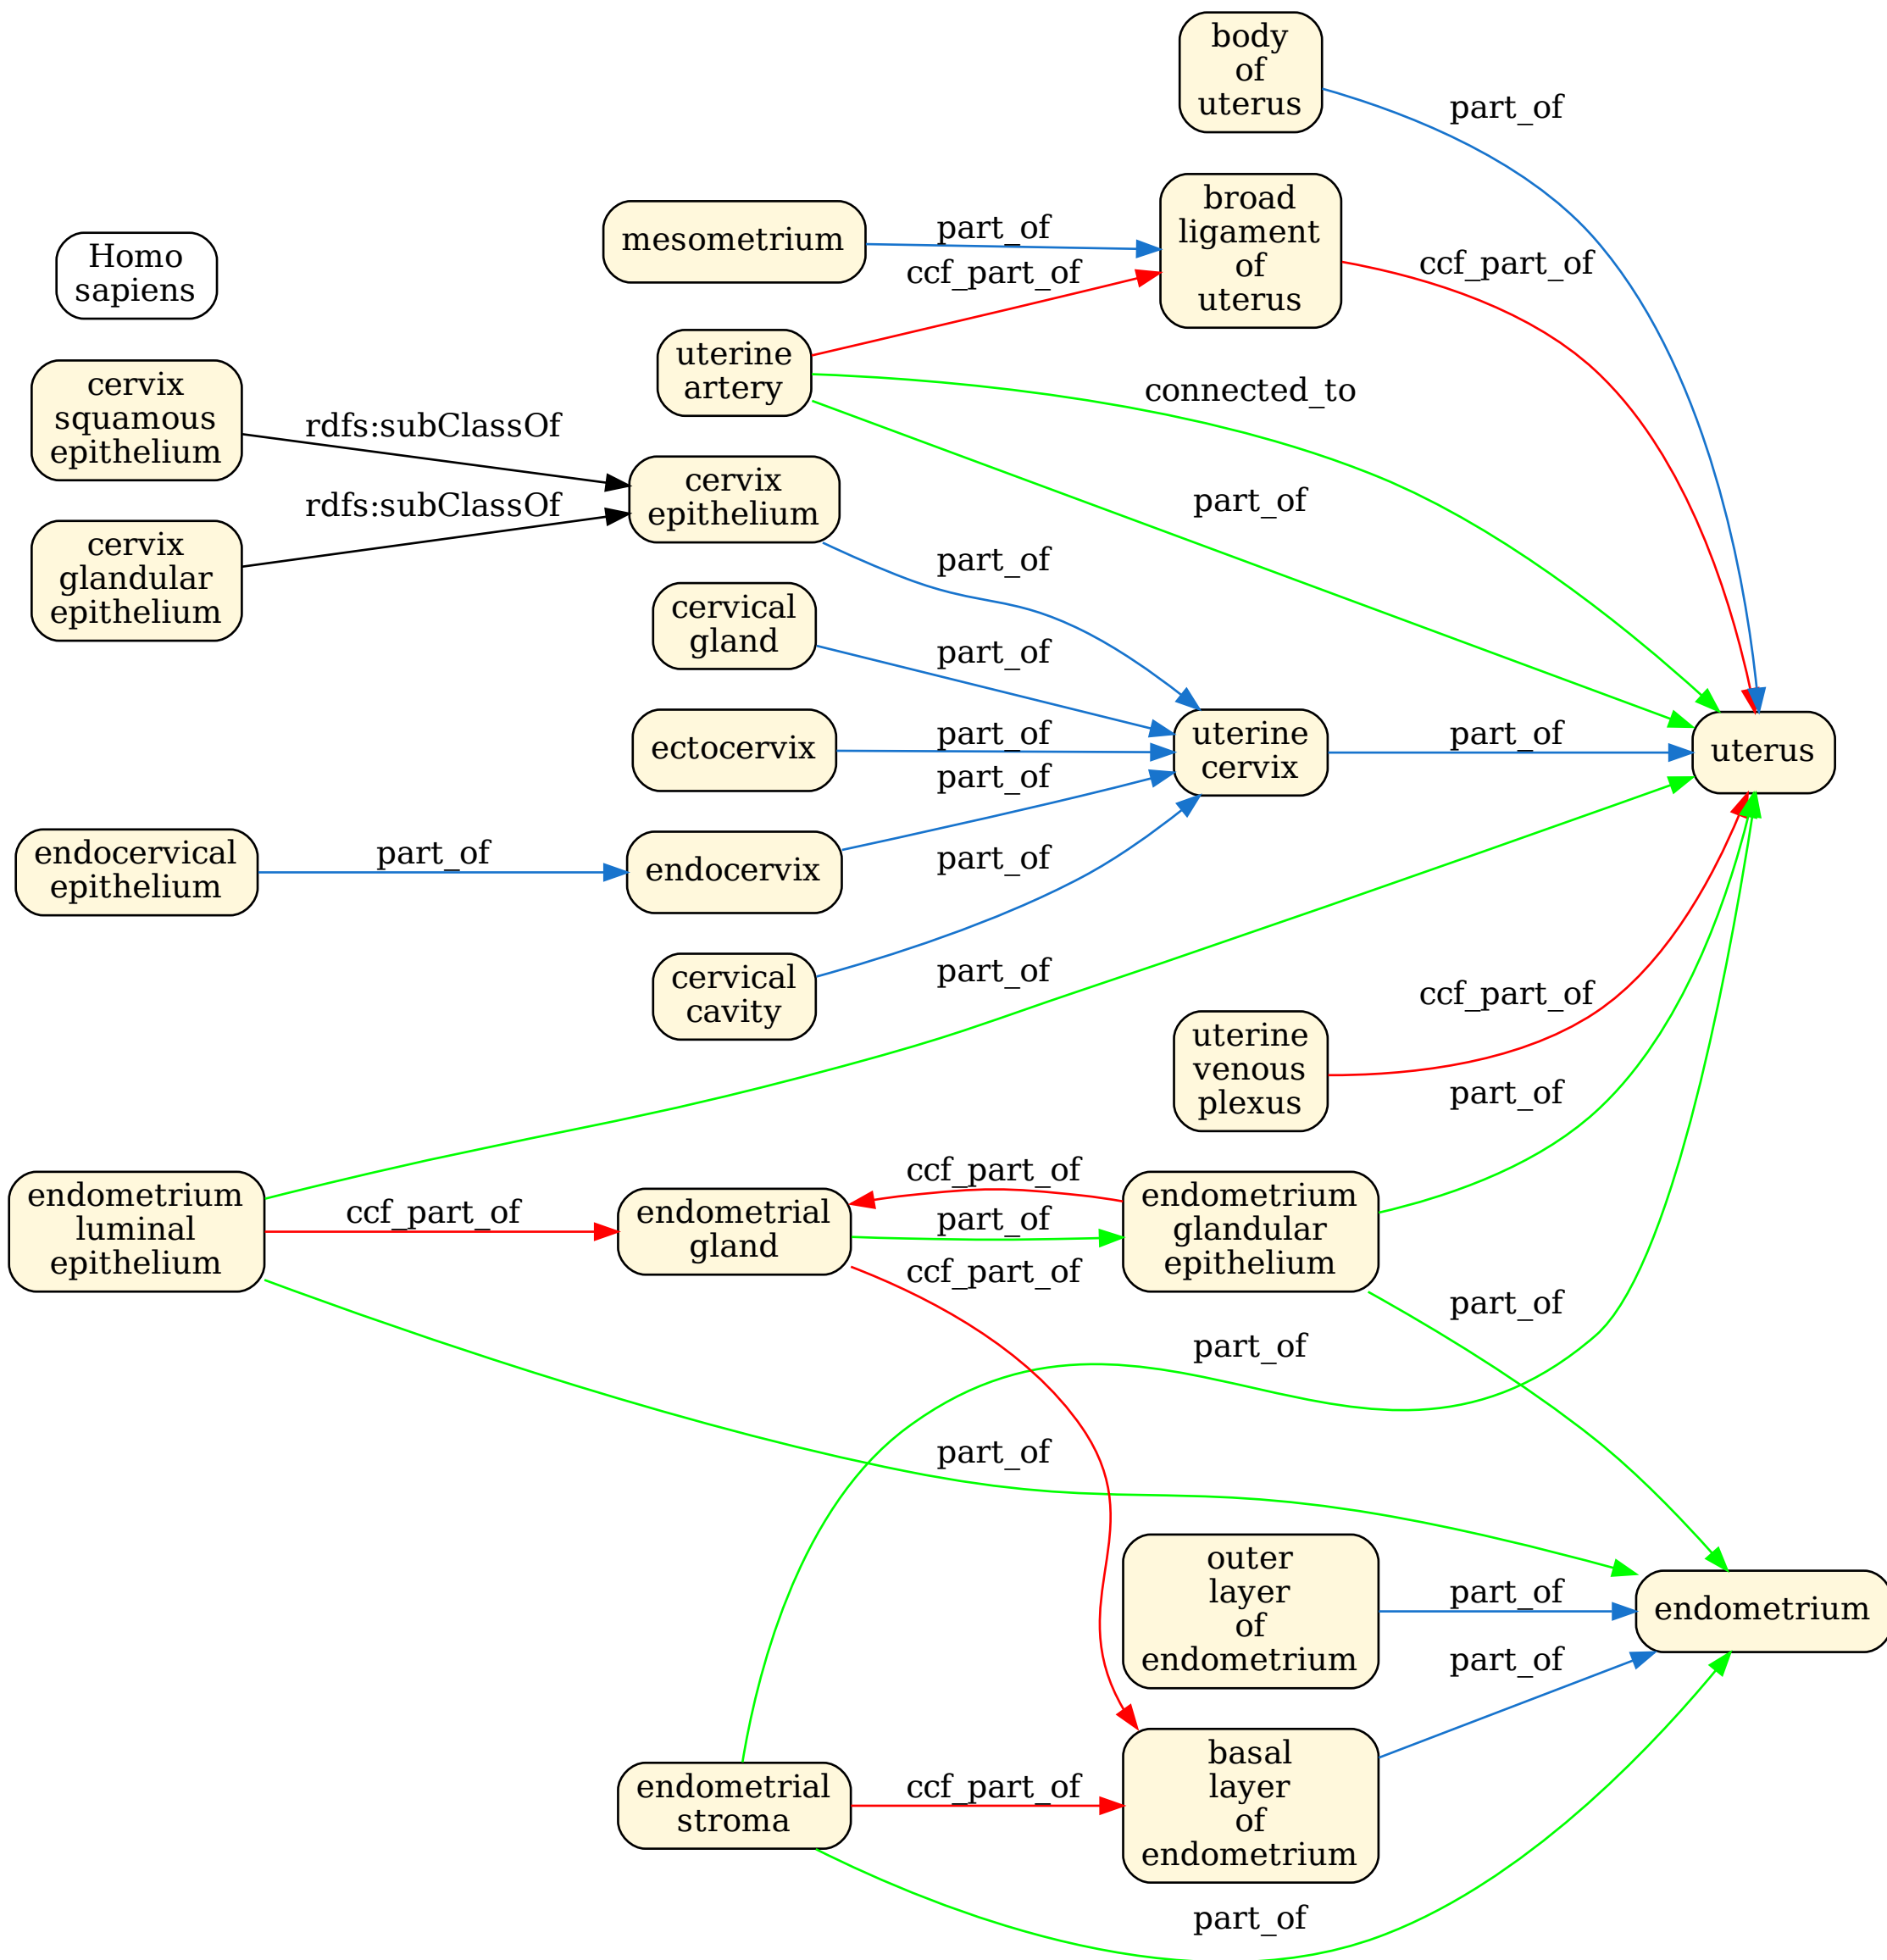 body
of
uterus
part_of
broad
ligament
of
uterus
mesometrium
part_of
ccf_part_of
ccf_part_of
Homo
sapiens
uterine
artery
connected_to
part_of
cervix
squamous
epithelium
rdfs:subClassOf
cervix
epithelium
rdfs:subClassOf
cervix
glandular
epithelium
part_of
cervical
gland
part_of
ectocervix
part_of
uterine
cervix
part_of
uterus
part_of
endocervical
epithelium
part_of
endocervix
part_of
cervical
cavity
part_of
ccf_part_of
uterine
venous
plexus
part_of
endometrium
luminal
epithelium
ccf_part_of
endometrial
gland
ccf_part_of
part_of
ccf_part_of
endometrium
glandular
epithelium
part_of
part_of
part_of
outer
layer
of
endometrium
part_of
endometrium
part_of
basal
layer
of
endometrium
endometrial
stroma
ccf_part_of
part_of